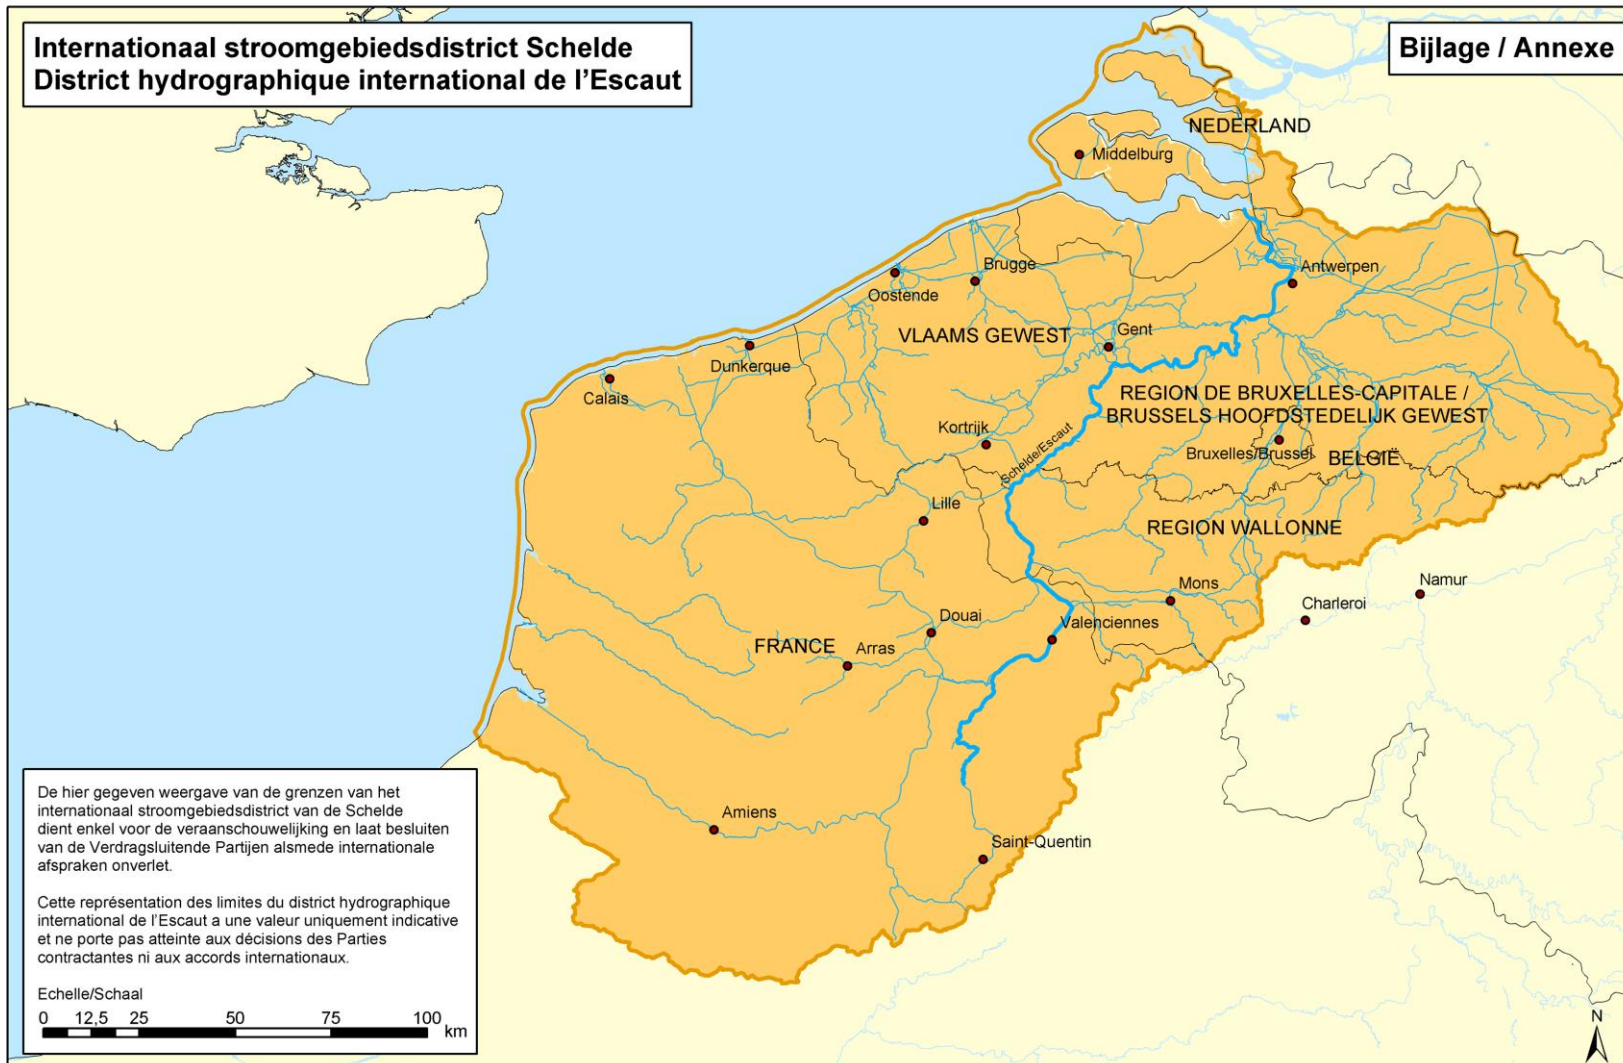 Internationaal stroomgebiedsdistrict Schelde
District hydrographique international de l'Escaut
Bijlage / Annexe
NEDERLAND
Middelburg
Antwerpen
Brugge
Oostende
VLAAMS GEWEST
Gent
Dunkerque
Calais
REGION DE BRUXELLES-CAPITALE /
BRUSSELS HOOFDSTEDELIJK GEWEST
Kortrijk
Schelde/Escaut
Bruxelles/Brussel
BELGIË
Lille
REGION WALLONNE
Mons
Namur
Charleroi
Douai
Valenciennes
FRANCE
Arras
Amiens
Saint-Quentin
De hier gegeven weergave van de grenzen van het
internationaal stroomgebiedsdistrict van de Schelde
dient enkel voor de veraanschouwelijking en laat besluiten
van de Verdragsluitende Partijen alsmede internationale
afspraken onverlet.
Cette représentation des limites du district hydrographique
international de l'Escaut a une valeur uniquement indicative
et ne porte pas atteinte aux décisions des Parties
contractantes ni aux accords internationaux.
Echelle/Schaal
0 12,5 25 50 75 100
km
N